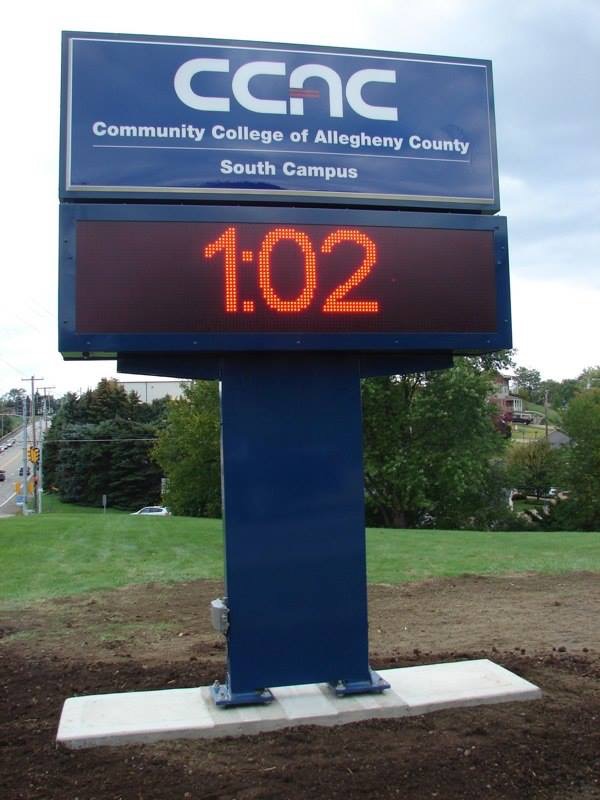 CCAC
Community College of Allegheny County
South Campus
1:02